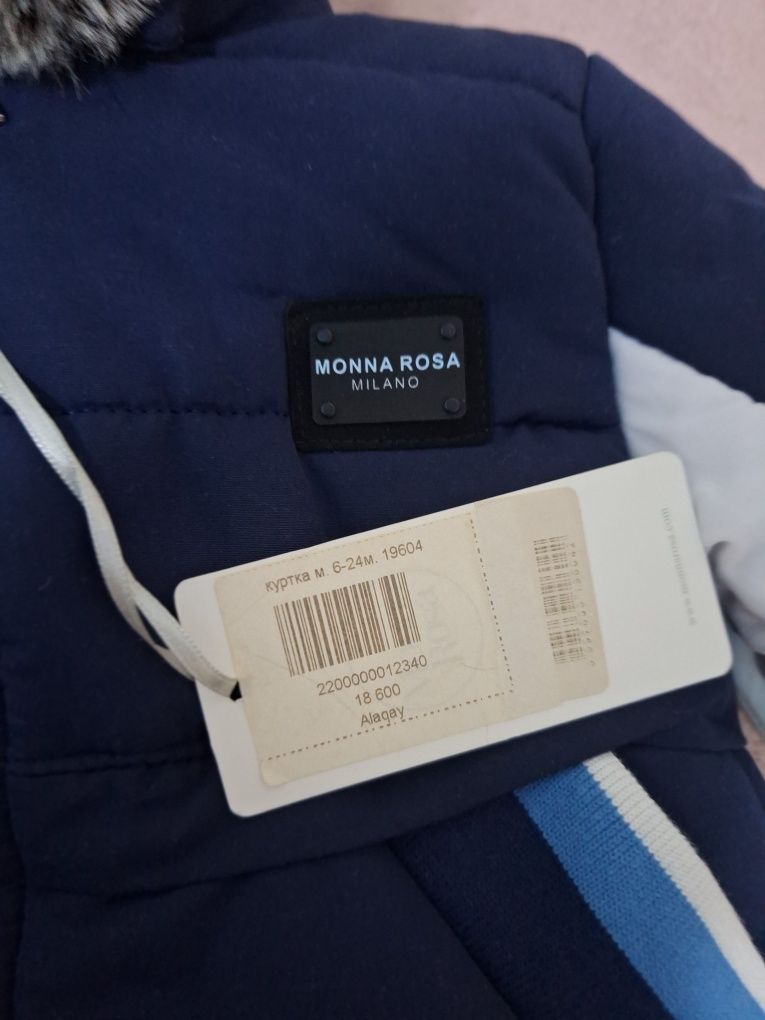 MONNA ROSA
MILANO
куртка м. 6-24м. 19604
2200000012340
18 600
Alaqay